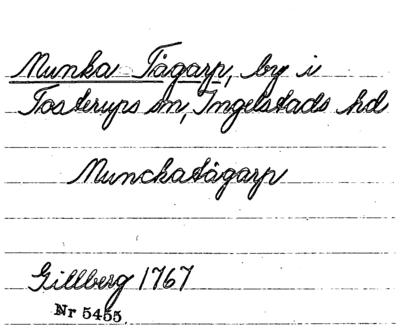 Munka Tågarp, by i
Tosterups sn, Ingelstads hd
Munckatågarp
Gillberg 1767
Nr 5455